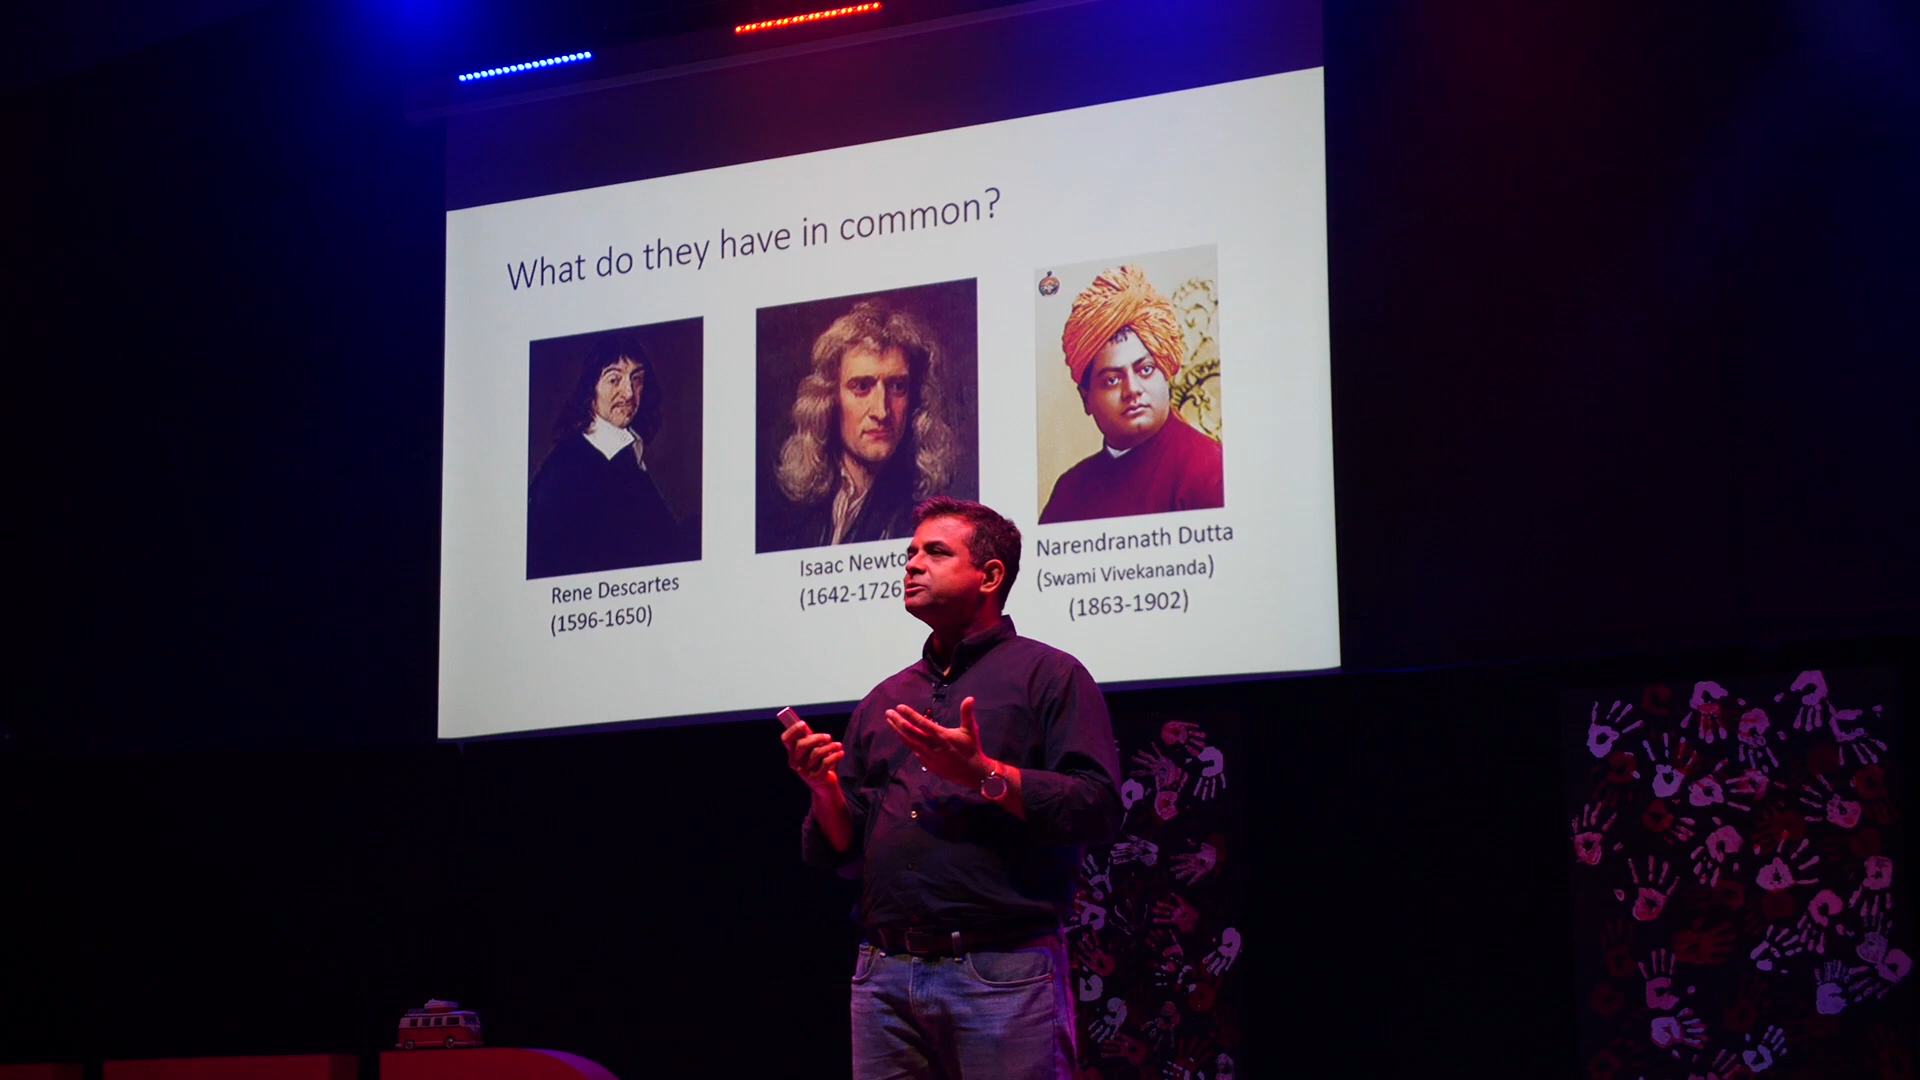 What do they have in common?
Rene Descartes
(1596-1650)
Isaac Newto
(1642-1726
Narendranath Dutta
(Swami Vivekananda)
(1863-1902)